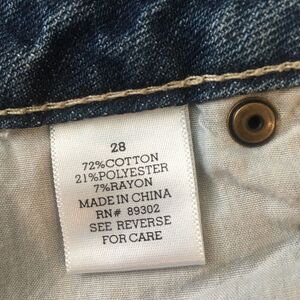 28
72%COTTON
21%POLYESTER
7%RAYON
MADE IN CHINA
RN# 89302
SEE REVERSE
FOR CARE